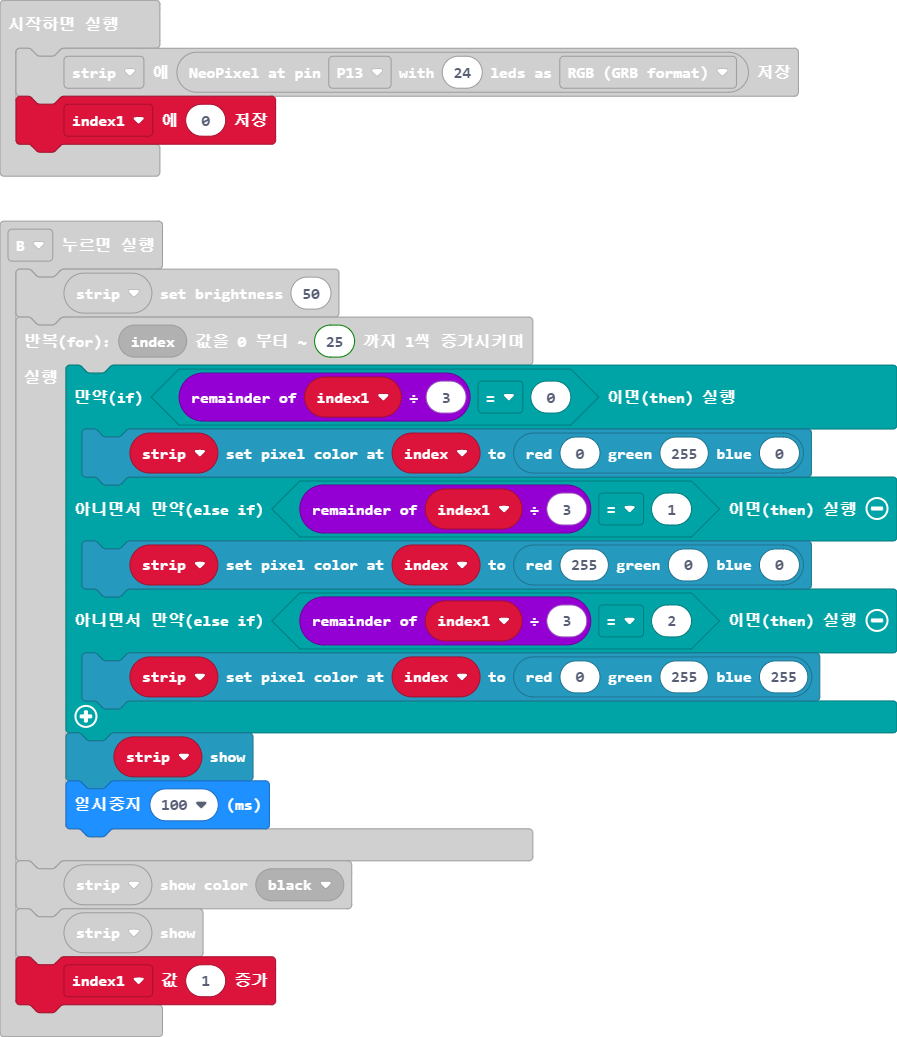 시작하면 실행
strip 에 NeoPixel at pin P13 with 24 leds as RGB (GRB format) 저장
index1 에 0 저장
B 누르면 실행
strip set brightness 50
반복(for): index 값을 0 부터 ~ 25 까지 1씩 증가시키며
실행
만약(if) remainder of index1 ÷ 3 = 0 이면(then) 실행
strip set pixel color at index to red 0 green 255 blue 0
아니면서 만약(else if) remainder of index1 ÷ 3 = 1 이면(then) 실행
strip set pixel color at index to red 255 green 0 blue 0
아니면서 만약(else if) remainder of index1 ÷ 3 = 2 이면(then) 실행
strip set pixel color at index to red 0 green 255 blue 255
strip show
일시중지 100 (ms)
strip show color black
strip show
index1 값 1 증가